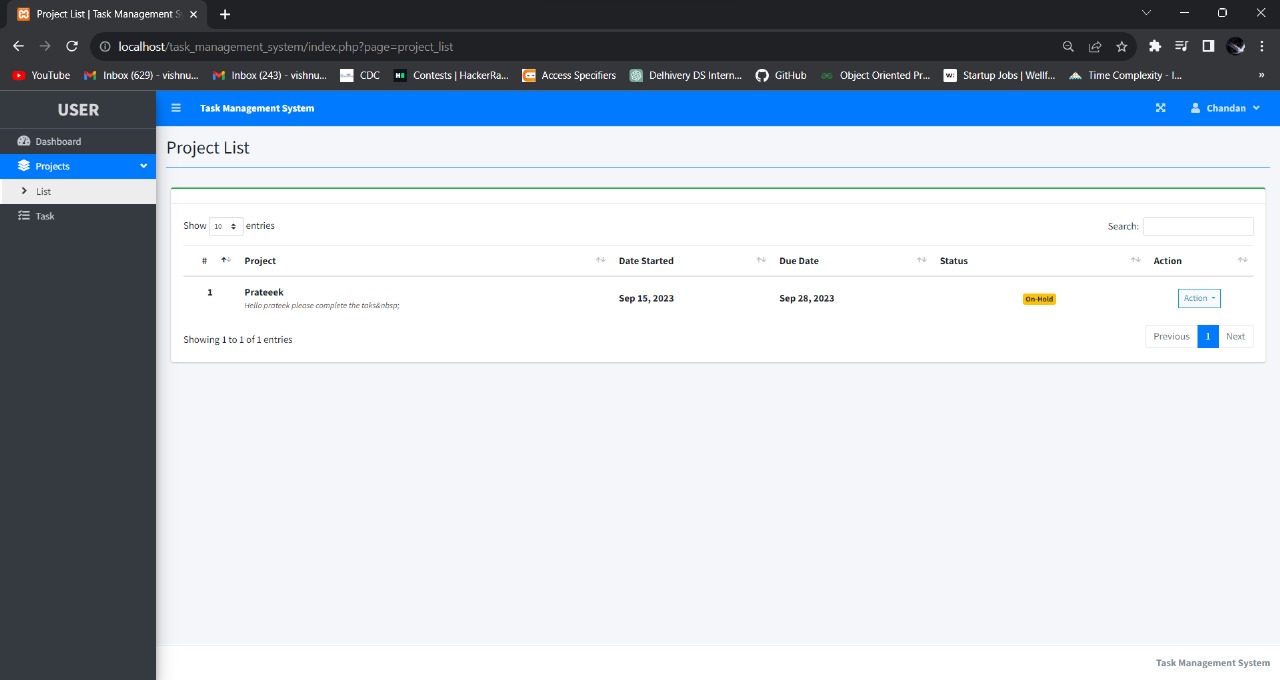 Project List | Task Management S
localhost/task_management_system/index.php?page=project_list
YouTube Inbox (629) - vishnu... Inbox (243) - vishnu... CDC Contests | HackerRa... Access Specifiers Delhivery DS Intern... GitHub Object Oriented Pr... Startup Jobs | Wellf... Time Complexity - I... »
USER Task Management System Chandan
Dashboard
Projects
List
Task
Project List
Show 10 entries Search:
# Project Date Started Due Date Status Action
1 Prateeek Sep 15, 2023 Sep 28, 2023 On-Hold Action
Hello prateek please complete the taks&nbsp;
Showing 1 to 1 of 1 entries Previous 1 Next
Task Management System